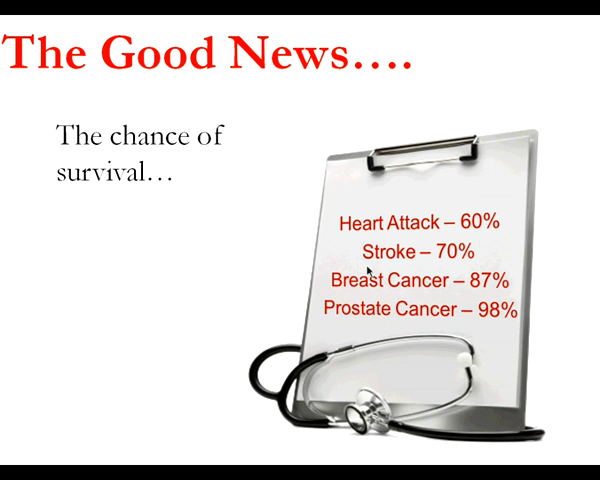 The Good News….
The chance of
survival…
Heart Attack – 60%
Stroke – 70%
Breast Cancer – 87%
Prostate Cancer – 98%